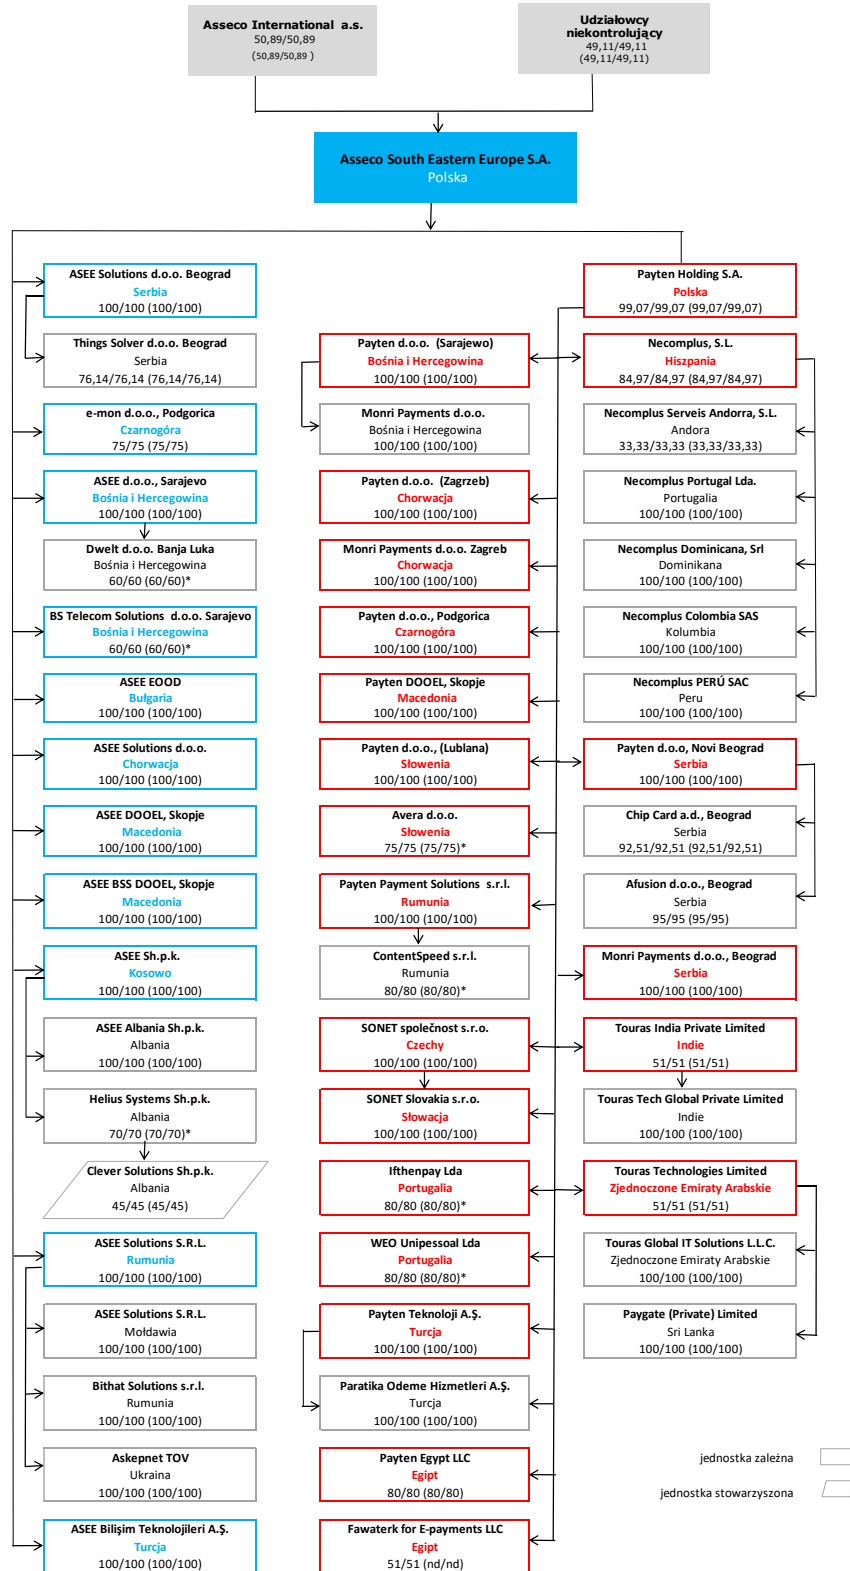 Asseco International a.s.
50,89/50,89
(50,89/50,89 )
Udziałowcy
niekontrolujący
49,11/49,11
(49,11/49,11)
Asseco South Eastern Europe S.A.
Polska
ASEE Solutions d.o.o. Beograd
Serbia
100/100 (100/100)
Things Solver d.o.o. Beograd
Serbia
76,14/76,14 (76,14/76,14)
e-mon d.o.o., Podgorica
Czarnogóra
75/75 (75/75)
ASEE d.o.o., Sarajevo
Bośnia i Hercegowina
100/100 (100/100)
Dwelt d.o.o. Banja Luka
Bośnia i Hercegowina
60/60 (60/60)*
BS Telecom Solutions d.o.o. Sarajevo
Bośnia i Hercegowina
60/60 (60/60)*
ASEE EOOD
Bułgaria
100/100 (100/100)
ASEE Solutions d.o.o.
Chorwacja
100/100 (100/100)
ASEE DOOEL, Skopje
Macedonia
100/100 (100/100)
ASEE BSS DOOEL, Skopje
Macedonia
100/100 (100/100)
ASEE Sh.p.k.
Kosowo
100/100 (100/100)
ASEE Albania Sh.p.k.
Albania
100/100 (100/100)
Helius Systems Sh.p.k.
Albania
70/70 (70/70)*
Clever Solutions Sh.p.k.
Albania
45/45 (45/45)
ASEE Solutions S.R.L.
Rumunia
100/100 (100/100)
ASEE Solutions S.R.L.
Mołdawia
100/100 (100/100)
Bithat Solutions s.r.l.
Rumunia
100/100 (100/100)
Askepnet TOV
Ukraina
100/100 (100/100)
ASEE Bilişim Teknolojileri A.Ş.
Turcja
100/100 (100/100)
Payten d.o.o. (Sarajewo)
Bośnia i Hercegowina
100/100 (100/100)
Monri Payments d.o.o.
Bośnia i Hercegowina
100/100 (100/100)
Payten d.o.o. (Zagrzeb)
Chorwacja
100/100 (100/100)
Monri Payments d.o.o. Zagreb
Chorwacja
100/100 (100/100)
Payten d.o.o., Podgorica
Czarnogóra
100/100 (100/100)
Payten DOOEL, Skopje
Macedonia
100/100 (100/100)
Payten d.o.o., (Lublana)
Słowenia
100/100 (100/100)
Avera d.o.o.
Słowenia
75/75 (75/75)*
Payten Payment Solutions s.r.l.
Rumunia
100/100 (100/100)
ContentSpeed s.r.l.
Rumunia
80/80 (80/80)*
SONET společnost s.r.o.
Czechy
100/100 (100/100)
SONET Slovakia s.r.o.
Słowacja
100/100 (100/100)
Ifthenpay Lda
Portugalia
80/80 (80/80)*
WEO Unipessoal Lda
Portugalia
80/80 (80/80)*
Payten Teknoloji A.Ş.
Turcja
100/100 (100/100)
Paratika Odeme Hizmetleri A.Ş.
Turcja
100/100 (100/100)
Payten Egypt LLC
Egipt
80/80 (80/80)
Fawaterk for E-payments LLC
Egipt
51/51 (nd/nd)
Payten Holding S.A.
Polska
99,07/99,07 (99,07/99,07)
Necomplus, S.L.
Hiszpania
84,97/84,97 (84,97/84,97)
Necomplus Serveis Andorra, S.L.
Andora
33,33/33,33 (33,33/33,33)
Necomplus Portugal Lda.
Portugalia
100/100 (100/100)
Necomplus Dominicana, Srl
Dominikana
100/100 (100/100)
Necomplus Colombia SAS
Kolumbia
100/100 (100/100)
Necomplus PERÚ SAC
Peru
100/100 (100/100)
Payten d.o.o, Novi Beograd
Serbia
100/100 (100/100)
Chip Card a.d., Beograd
Serbia
92,51/92,51 (92,51/92,51)
Afusion d.o.o., Beograd
Serbia
95/95 (95/95)
Monri Payments d.o.o., Beograd
Serbia
100/100 (100/100)
Touras India Private Limited
Indie
51/51 (51/51)
Touras Tech Global Private Limited
Indie
100/100 (100/100)
Touras Technologies Limited
Zjednoczone Emiraty Arabskie
51/51 (51/51)
Touras Global IT Solutions L.L.C.
Zjednoczone Emiraty Arabskie
100/100 (100/100)
Paygate (Private) Limited
Sri Lanka
100/100 (100/100)
jednostka zależna
jednostka stowarzyszona